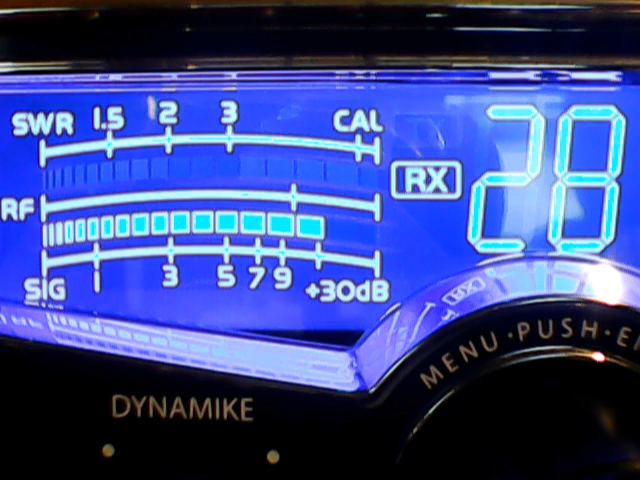 SWR 1.5 2 3 CAL
RX
28
RF
SIG 1 3 5 7 9 +30dB
MENU·PUSH·
DYNAMIKE